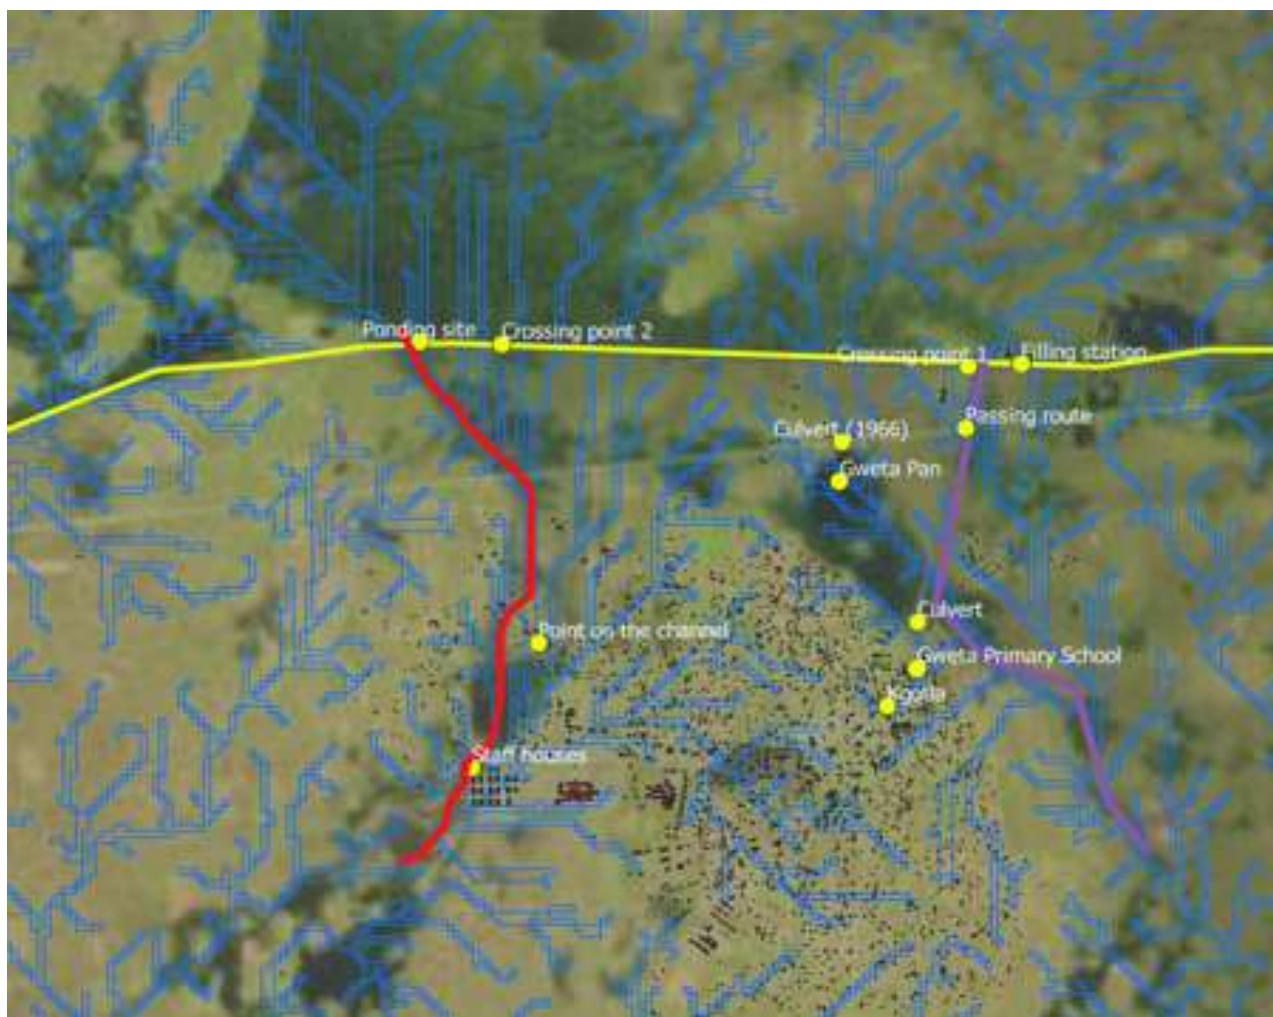 Ponding site
Crossing point 2
Crossing point 1
Filling station
Passing route
Culvert (1966)
Gweta Pan
Culvert
Point on the channel
Gweta Primary School
Kgotla
Staff houses